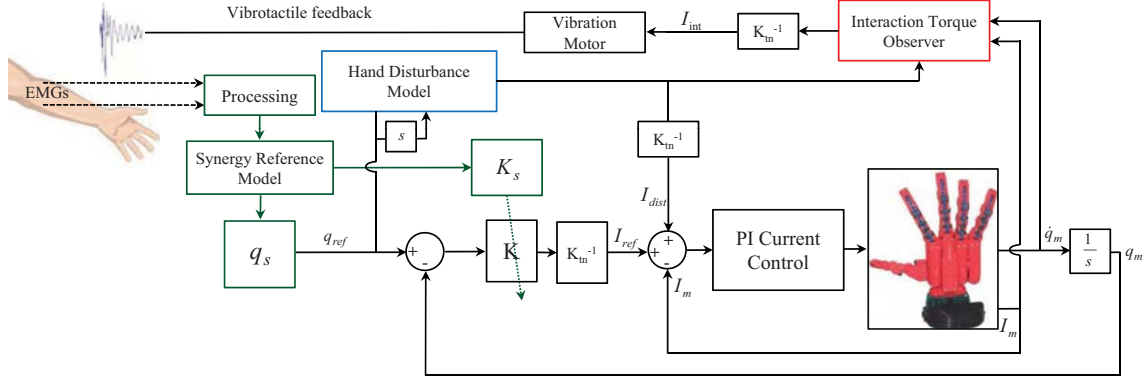 Vibrotactile feedback
Vibration
Motor
I_int
K_tn^-1
Interaction Torque
Observer
EMGs
Processing
Hand Disturbance
Model
s
K_tn^-1
Synergy Reference
Model
K_s
I_dist
q_s
q_ref
+
-
K
K_tn^-1
I_ref
+
+
-
I_m
PI Current
Control
q̇_m
1
s
q_m
I_m